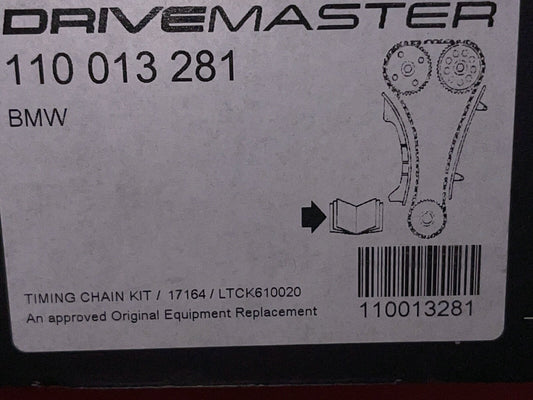 DRIVEMASTER
110 013 281
BMW
TIMING CHAIN KIT / 17164 / LTCK610020
An approved Original Equipment Replacement
110013281